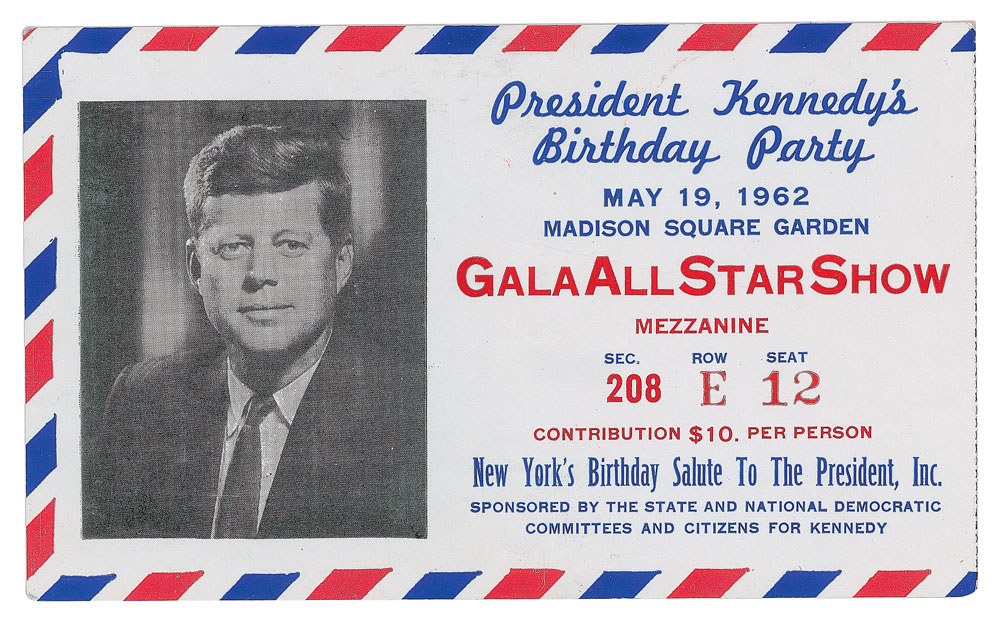 President Kennedy's
Birthday Party
MAY 19, 1962
MADISON SQUARE GARDEN
GALA ALL STAR SHOW
MEZZANINE
SEC. ROW SEAT
208 E 12
CONTRIBUTION $10. PER PERSON
New York's Birthday Salute To The President, Inc.
SPONSORED BY THE STATE AND NATIONAL DEMOCRATIC
COMMITTEES AND CITIZENS FOR KENNEDY